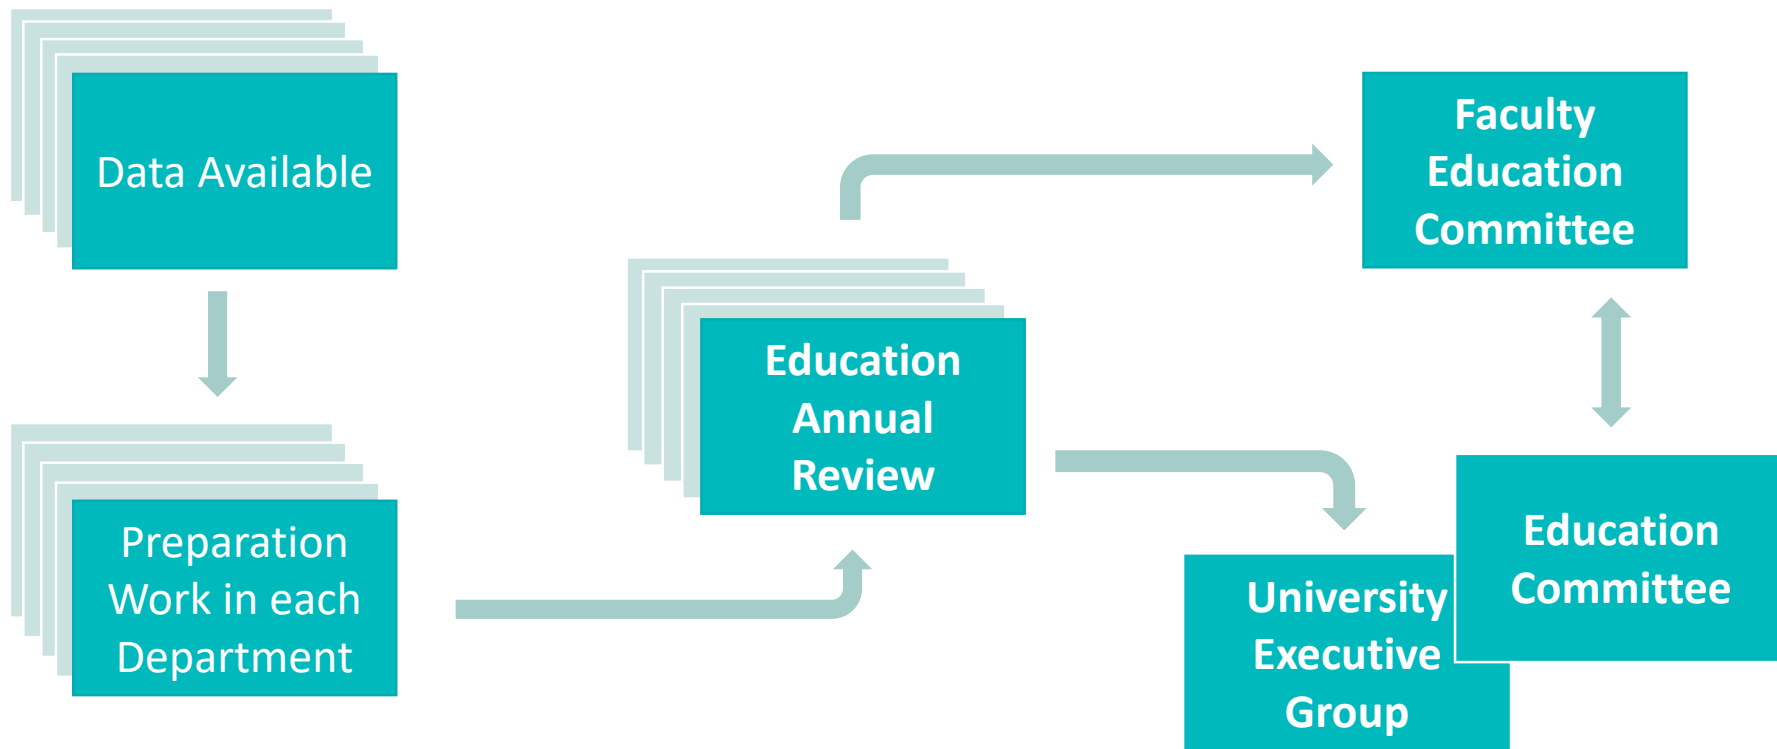 Data Available
Preparation
Work in each
Department
Education
Annual
Review
Faculty
Education
Committee
Education
Committee
University
Executive
Group